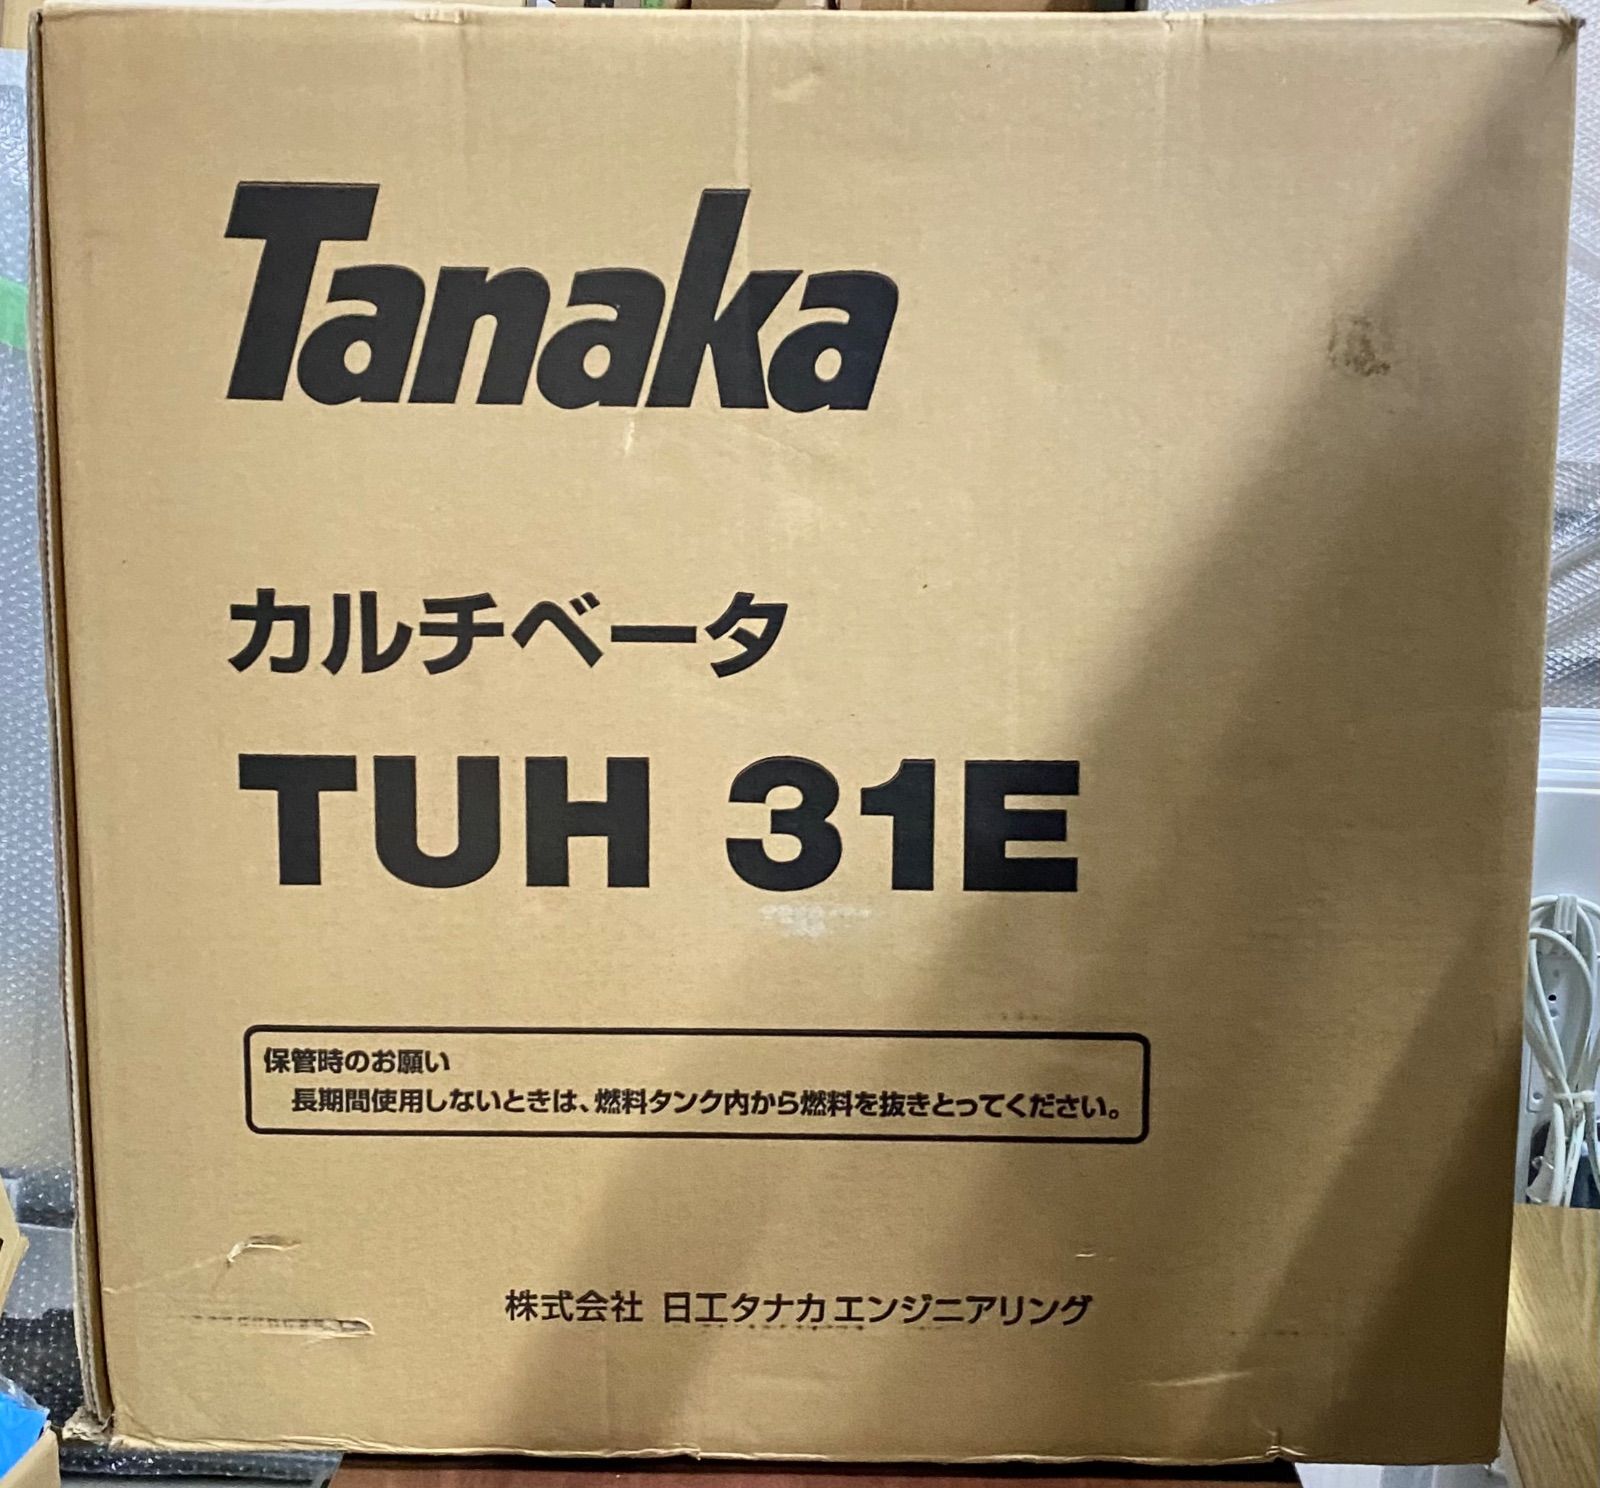 Tanaka
カルチベータ
TUH 31E
保管時のお願い
長期間使用しないときは、燃料タンク内から燃料を抜きとってください。
株式会社 日工タナカエンジニアリング